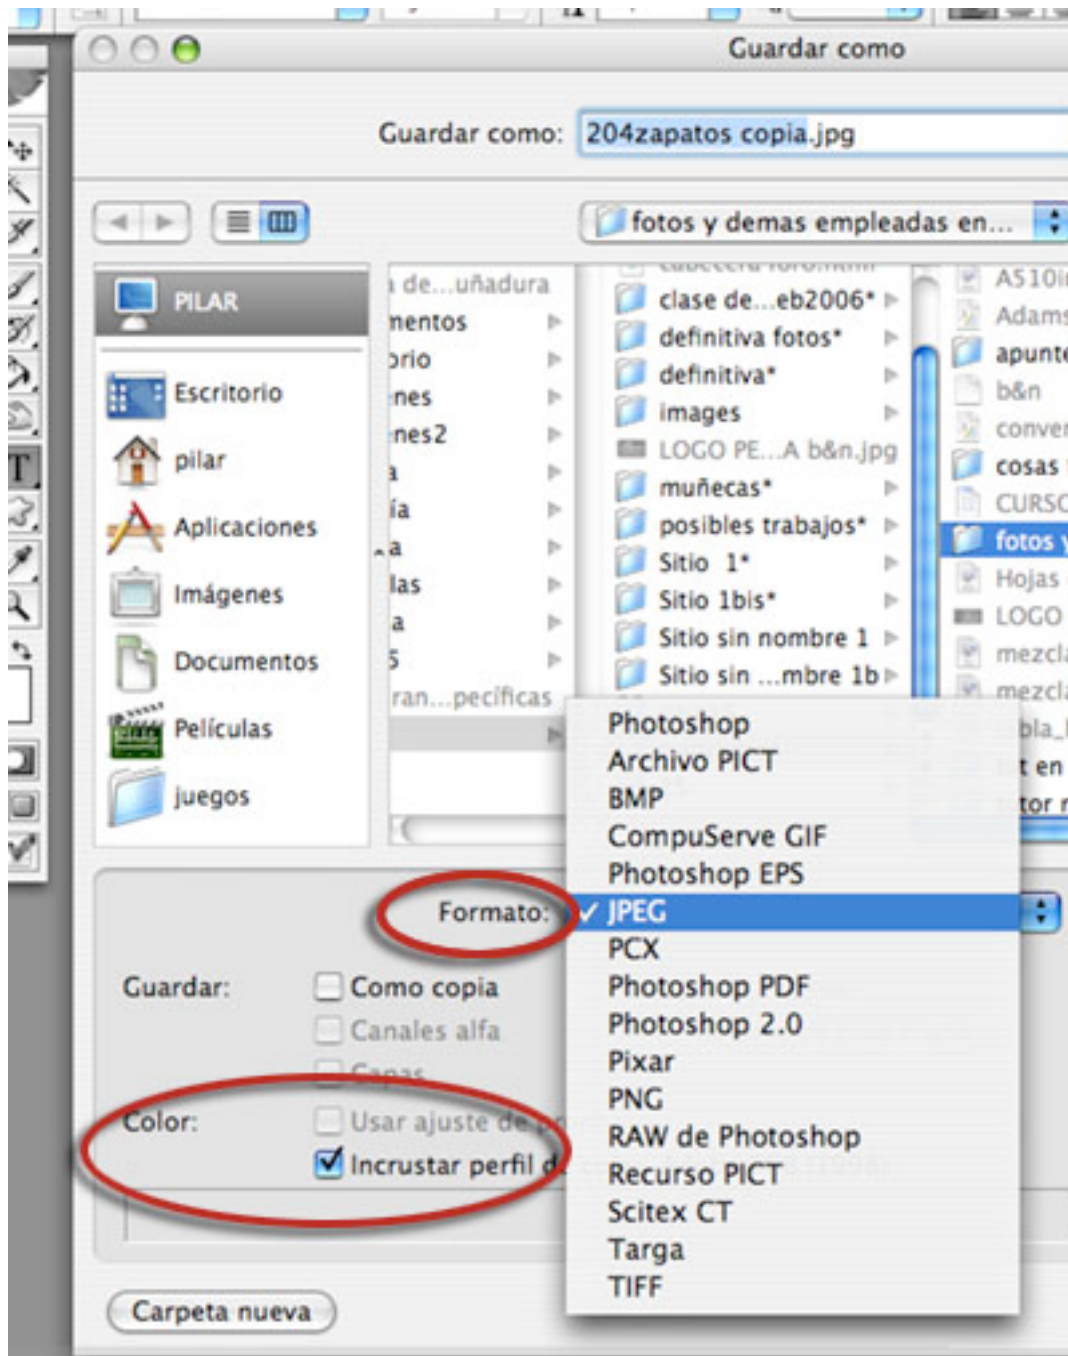 Guardar como
Guardar como: 204zapatos copia.jpg
fotos y demas empleadas en...
PILAR
Escritorio
pilar
Aplicaciones
Imágenes
Documentos
Películas
juegos
de...uñadura
mentos
orio
nes
nes2
a
ía
a
las
a
5
ran...pecíficas
clase de...eb2006*
definitiva fotos*
definitiva*
images
LOGO PE...A b&n.jpg
muñecas*
posibles trabajos*
Sitio 1*
Sitio 1bis*
Sitio sin nombre 1
Sitio sin ...mbre 1b
A510i
Adams
apunte
b&n
conver
cosas
CURSO
fotos y
Hojas
LOGO
mezcla
mezcla
bla_
t en
tor
Formato:
Photoshop
Archivo PICT
BMP
CompuServe GIF
Photoshop EPS
✓ JPEG
PCX
Photoshop PDF
Photoshop 2.0
Pixar
PNG
RAW de Photoshop
Recurso PICT
Scitex CT
Targa
TIFF
Guardar:
Como copia
Canales alfa
Capas
Color:
Usar ajuste de
Incrustar perfil d
Carpeta nueva
T